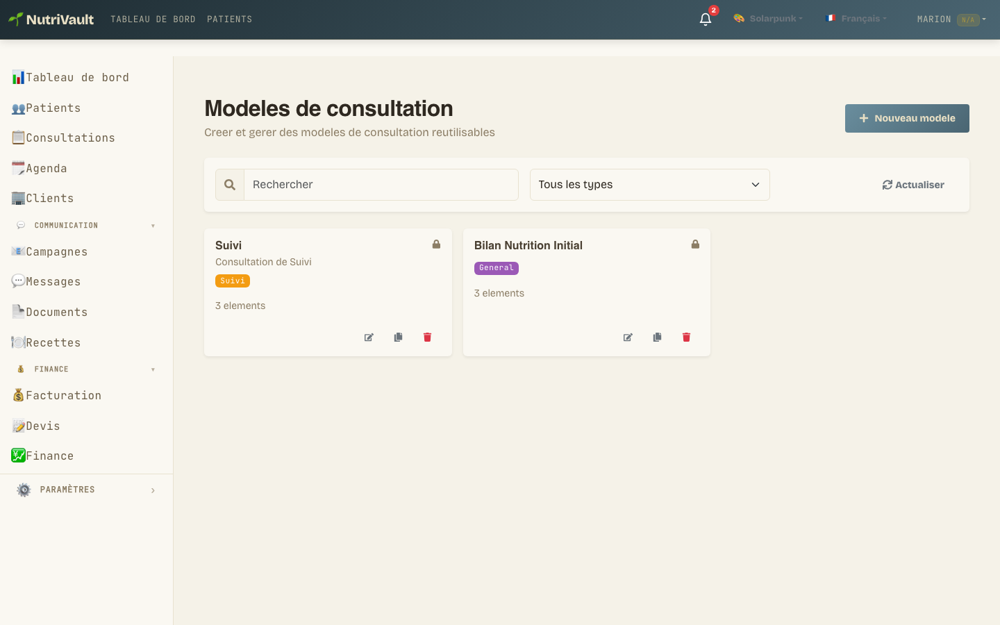 NutriVault
TABLEAU DE BORD
PATIENTS
2
Solarpunk
Français
MARION
N/A
Tableau de bord
Patients
Consultations
Agenda
Clients
COMMUNICATION
Campagnes
Messages
Documents
Recettes
FINANCE
Facturation
Devis
Finance
PARAMÈTRES
Modeles de consultation
Creer et gerer des modeles de consultation reutilisables
Nouveau modele
Rechercher
Tous les types
Actualiser
Suivi
Consultation de Suivi
Suivi
3 elements
Bilan Nutrition Initial
General
3 elements